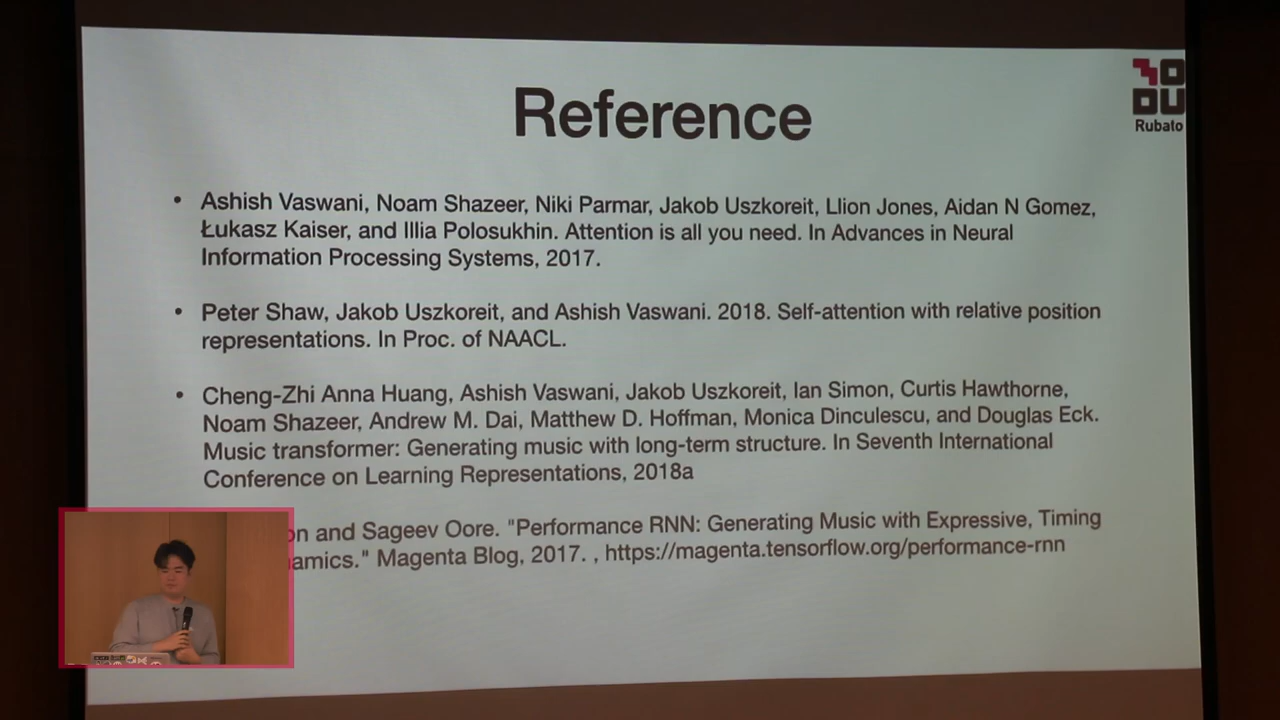 Reference
MODU
Rubato
• Ashish Vaswani, Noam Shazeer, Niki Parmar, Jakob Uszkoreit, Llion Jones, Aidan N Gomez,
Łukasz Kaiser, and Illia Polosukhin. Attention is all you need. In Advances in Neural
Information Processing Systems, 2017.
• Peter Shaw, Jakob Uszkoreit, and Ashish Vaswani. 2018. Self-attention with relative position
representations. In Proc. of NAACL.
• Cheng-Zhi Anna Huang, Ashish Vaswani, Jakob Uszkoreit, Ian Simon, Curtis Hawthorne,
Noam Shazeer, Andrew M. Dai, Matthew D. Hoffman, Monica Dinculescu, and Douglas Eck.
Music transformer: Generating music with long-term structure. In Seventh International
Conference on Learning Representations, 2018a
on and Sageev Oore. "Performance RNN: Generating Music with Expressive, Timing
amics." Magenta Blog, 2017. , https://magenta.tensorflow.org/performance-rnn